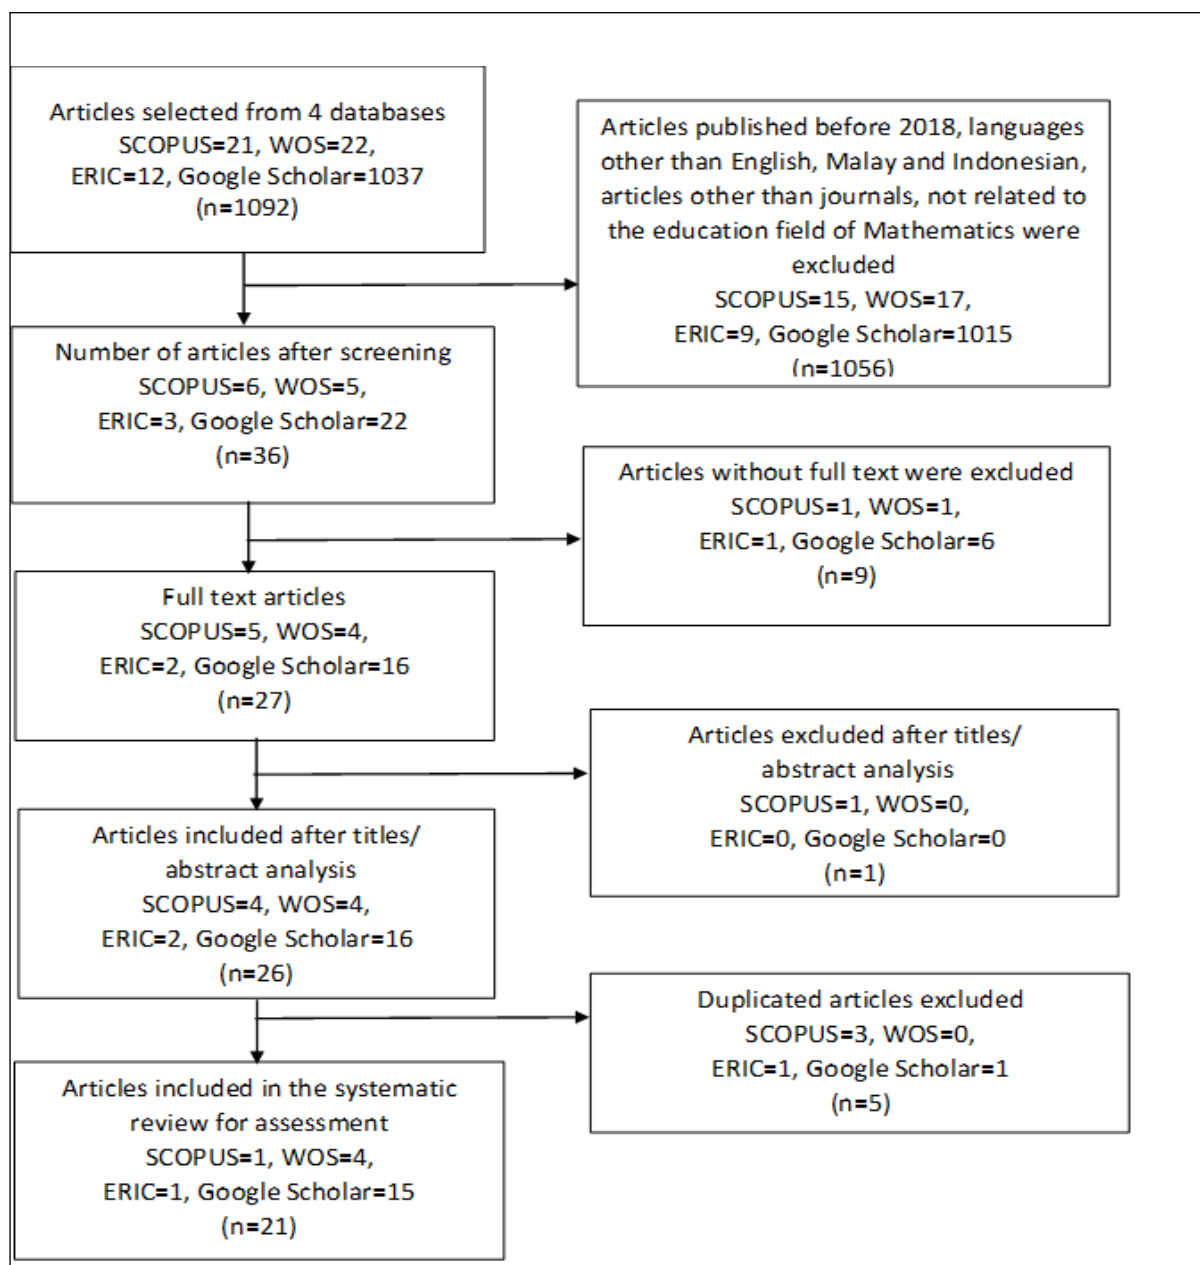 Articles selected from 4 databases
SCOPUS=21, WOS=22,
ERIC=12, Google Scholar=1037
(n=1092)
Articles published before 2018, languages
other than English, Malay and Indonesian,
articles other than journals, not related to
the education field of Mathematics were
excluded
SCOPUS=15, WOS=17,
ERIC=9, Google Scholar=1015
(n=1056)
Number of articles after screening
SCOPUS=6, WOS=5,
ERIC=3, Google Scholar=22
(n=36)
Articles without full text were excluded
SCOPUS=1, WOS=1,
ERIC=1, Google Scholar=6
(n=9)
Full text articles
SCOPUS=5, WOS=4,
ERIC=2, Google Scholar=16
(n=27)
Articles excluded after titles/
abstract analysis
SCOPUS=1, WOS=0,
ERIC=0, Google Scholar=0
(n=1)
Articles included after titles/
abstract analysis
SCOPUS=4, WOS=4,
ERIC=2, Google Scholar=16
(n=26)
Duplicated articles excluded
SCOPUS=3, WOS=0,
ERIC=1, Google Scholar=1
(n=5)
Articles included in the systematic
review for assessment
SCOPUS=1, WOS=4,
ERIC=1, Google Scholar=15
(n=21)